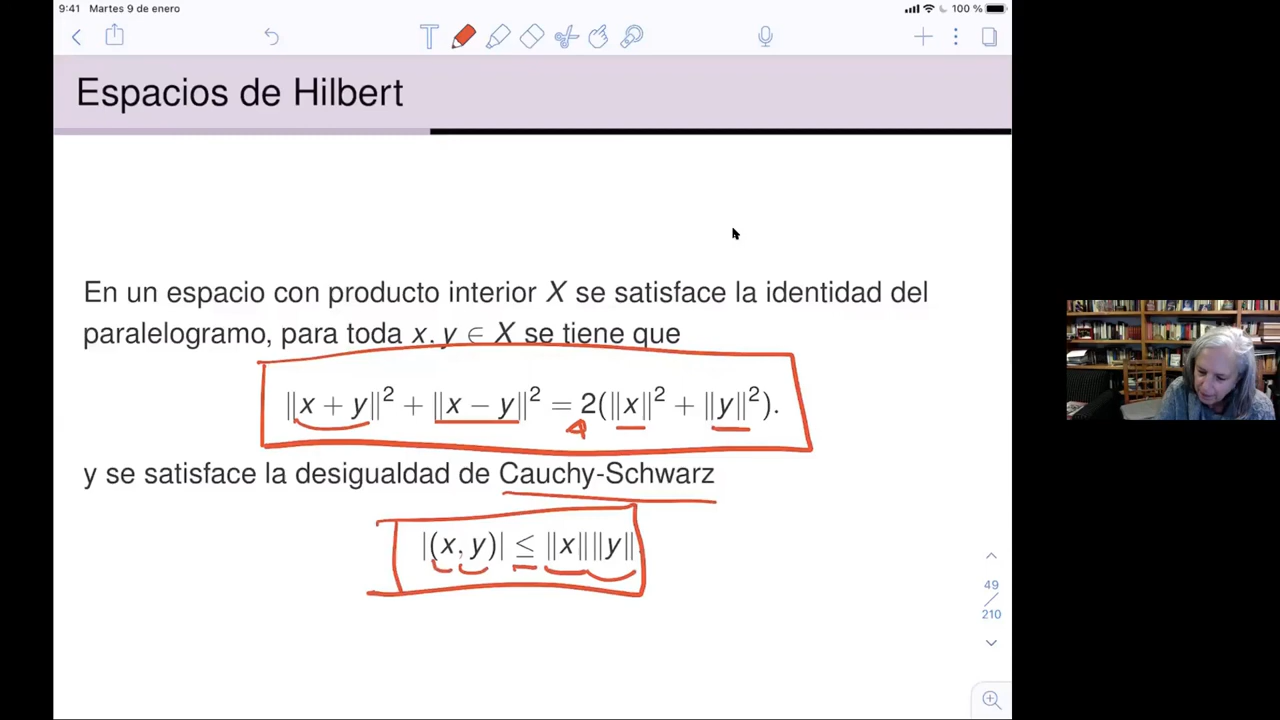 9:41 Martes 9 de enero
100 %
Espacios de Hilbert
En un espacio con producto interior X se satisface la identidad del
paralelogramo, para toda x. y ∈ X se tiene que
‖x + y‖² + ‖x − y‖² = 2(‖x‖² + ‖y‖²).
y se satisface la desigualdad de Cauchy-Schwarz
|(x, y)| ≤ ‖x‖‖y‖
49
210